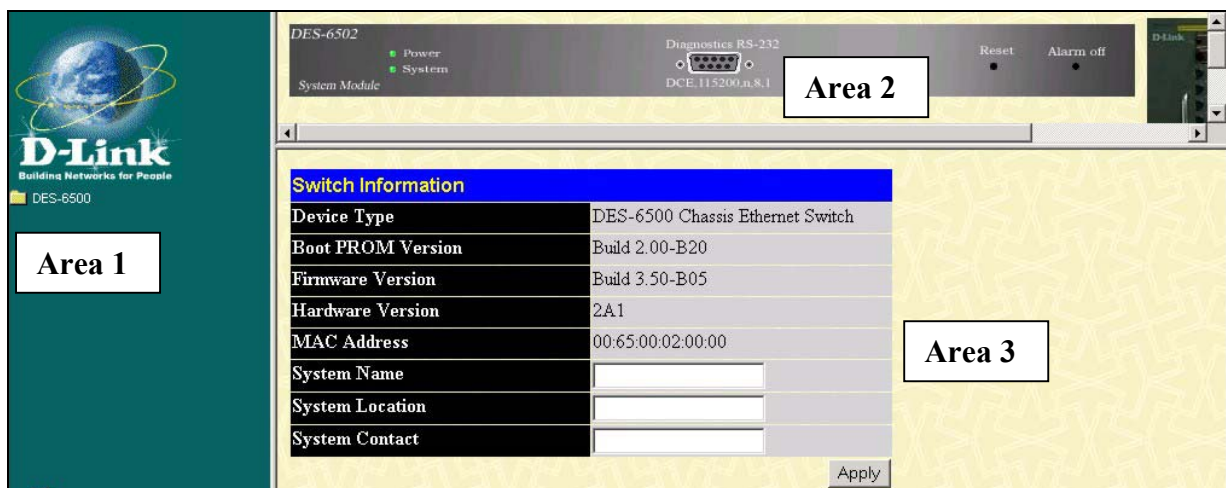 D-Link
Building Networks for People
DES-6500
Area 1
DES-6502
Power
System
System Module
Diagnostics RS-232
DCE,115200,n,8,1
Reset
Alarm off
D-Link
Area 2
Switch Information
Device Type DES-6500 Chassis Ethernet Switch
Boot PROM Version Build 2.00-B20
Firmware Version Build 3.50-B05
Hardware Version 2A1
MAC Address 00:65:00:02:00:00
System Name
System Location
System Contact
Apply
Area 3